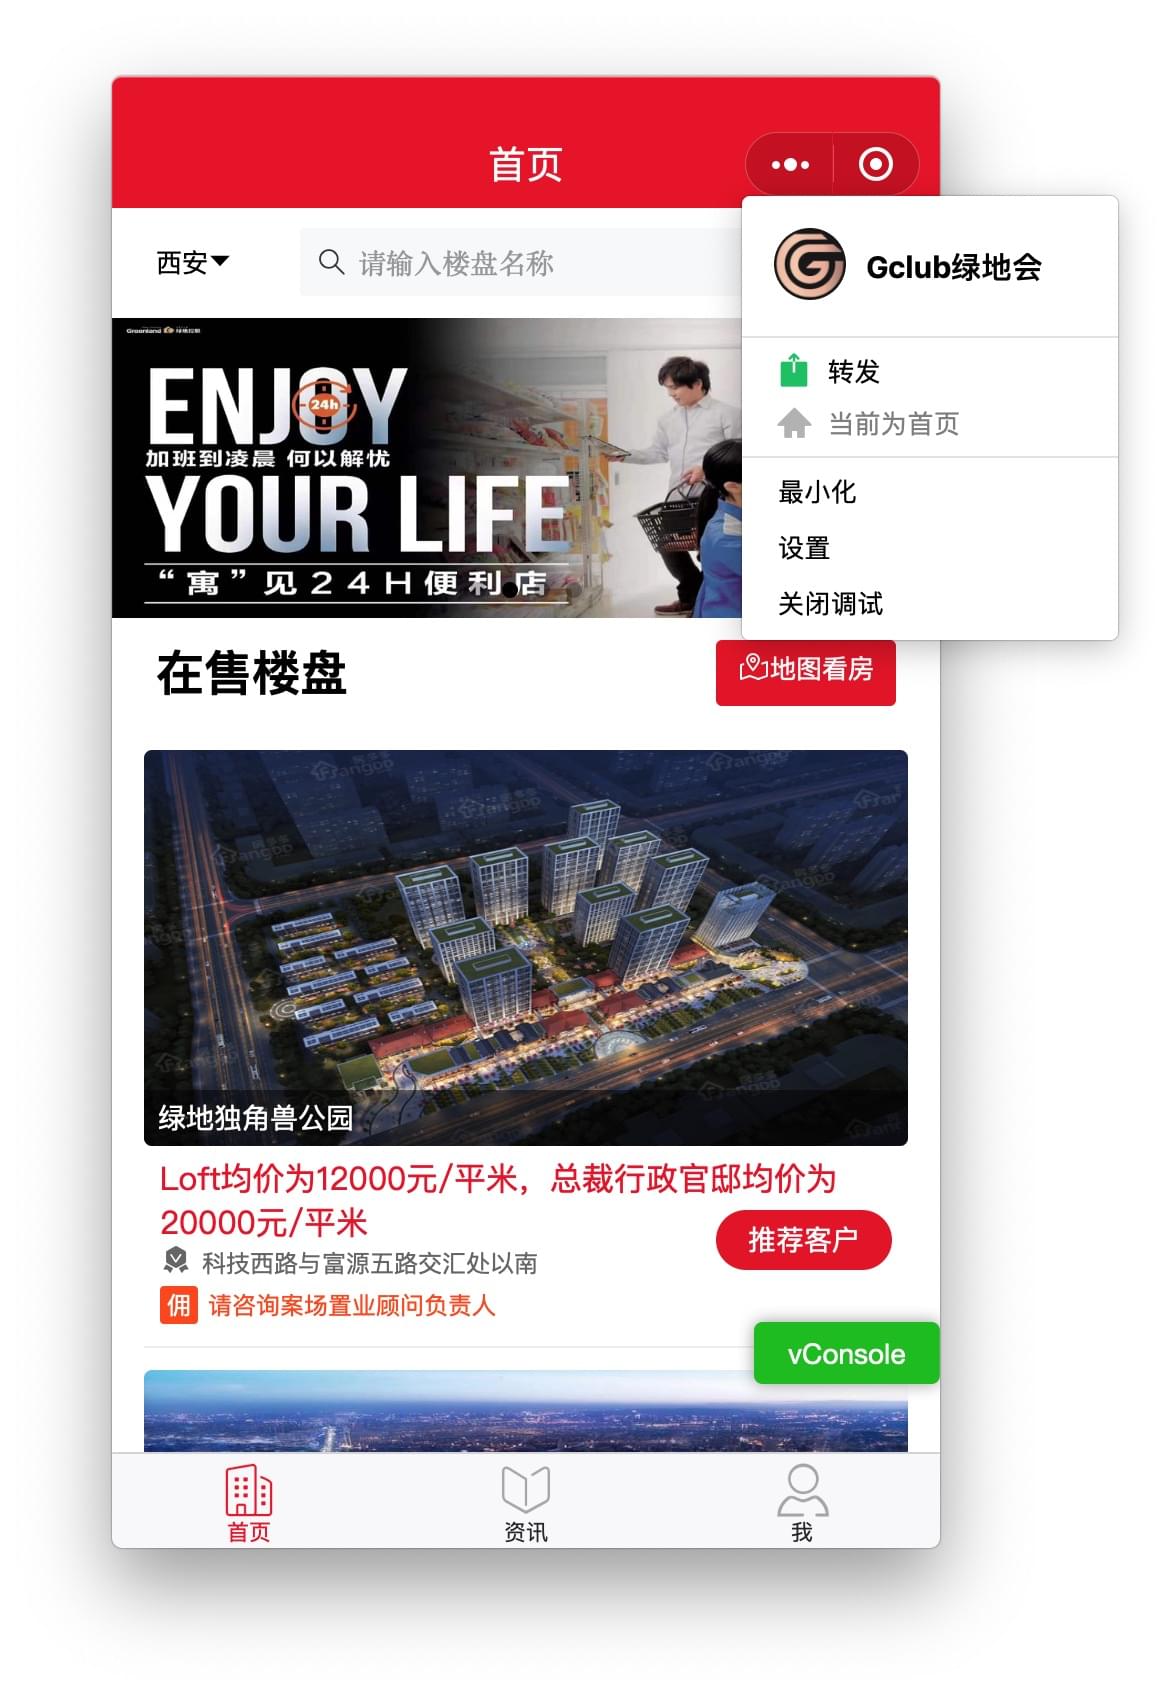 首页
西安
请输入楼盘名称
Gclub绿地会
转发
当前为首页
最小化
设置
关闭调试
Greenland 绿地控股
ENJOY
24h
加班到凌晨 何以解忧
YOUR LIFE
“寓”见24H便利店
在售楼盘
地图看房
绿地独角兽公园
Loft均价为12000元/平米，总裁行政官邸均价为
20000元/平米
推荐客户
科技西路与富源五路交汇处以南
佣 请咨询案场置业顾问负责人
vConsole
首页
资讯
我